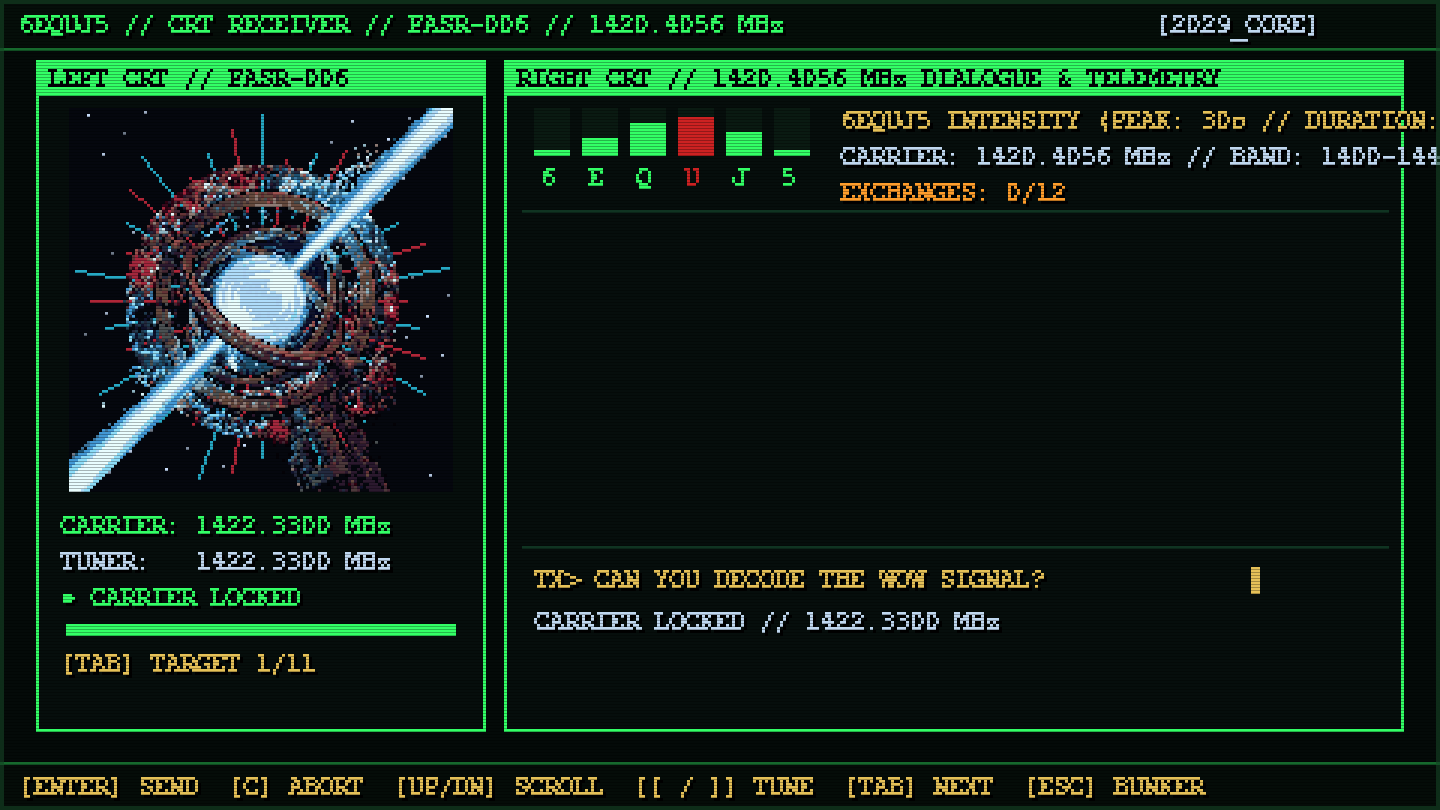 6EQUJ5 // CRT RECEIVER // FASR-006 // 1420.4056 MHz
[2029_CORE]
LEFT CRT // FASR-006
RIGHT CRT // 1420.4056 MHz DIALOGUE & TELEMETRY
6EQUJ5 INTENSITY (PEAK: 30σ // DURATION:
CARRIER: 1420.4056 MHz // BAND: 1400-144
EXCHANGES: 0/12
6 E Q U J 5
CARRIER: 1422.3300 MHz
TUNER: 1422.3300 MHz
CARRIER LOCKED
[TAB] TARGET 1/11
TX> CAN YOU DECODE THE WOW SIGNAL?
CARRIER LOCKED // 1422.3300 MHz
[ENTER] SEND [C] ABORT [UP/DN] SCROLL [[ / ]] TUNE [TAB] NEXT [ESC] BUNKER